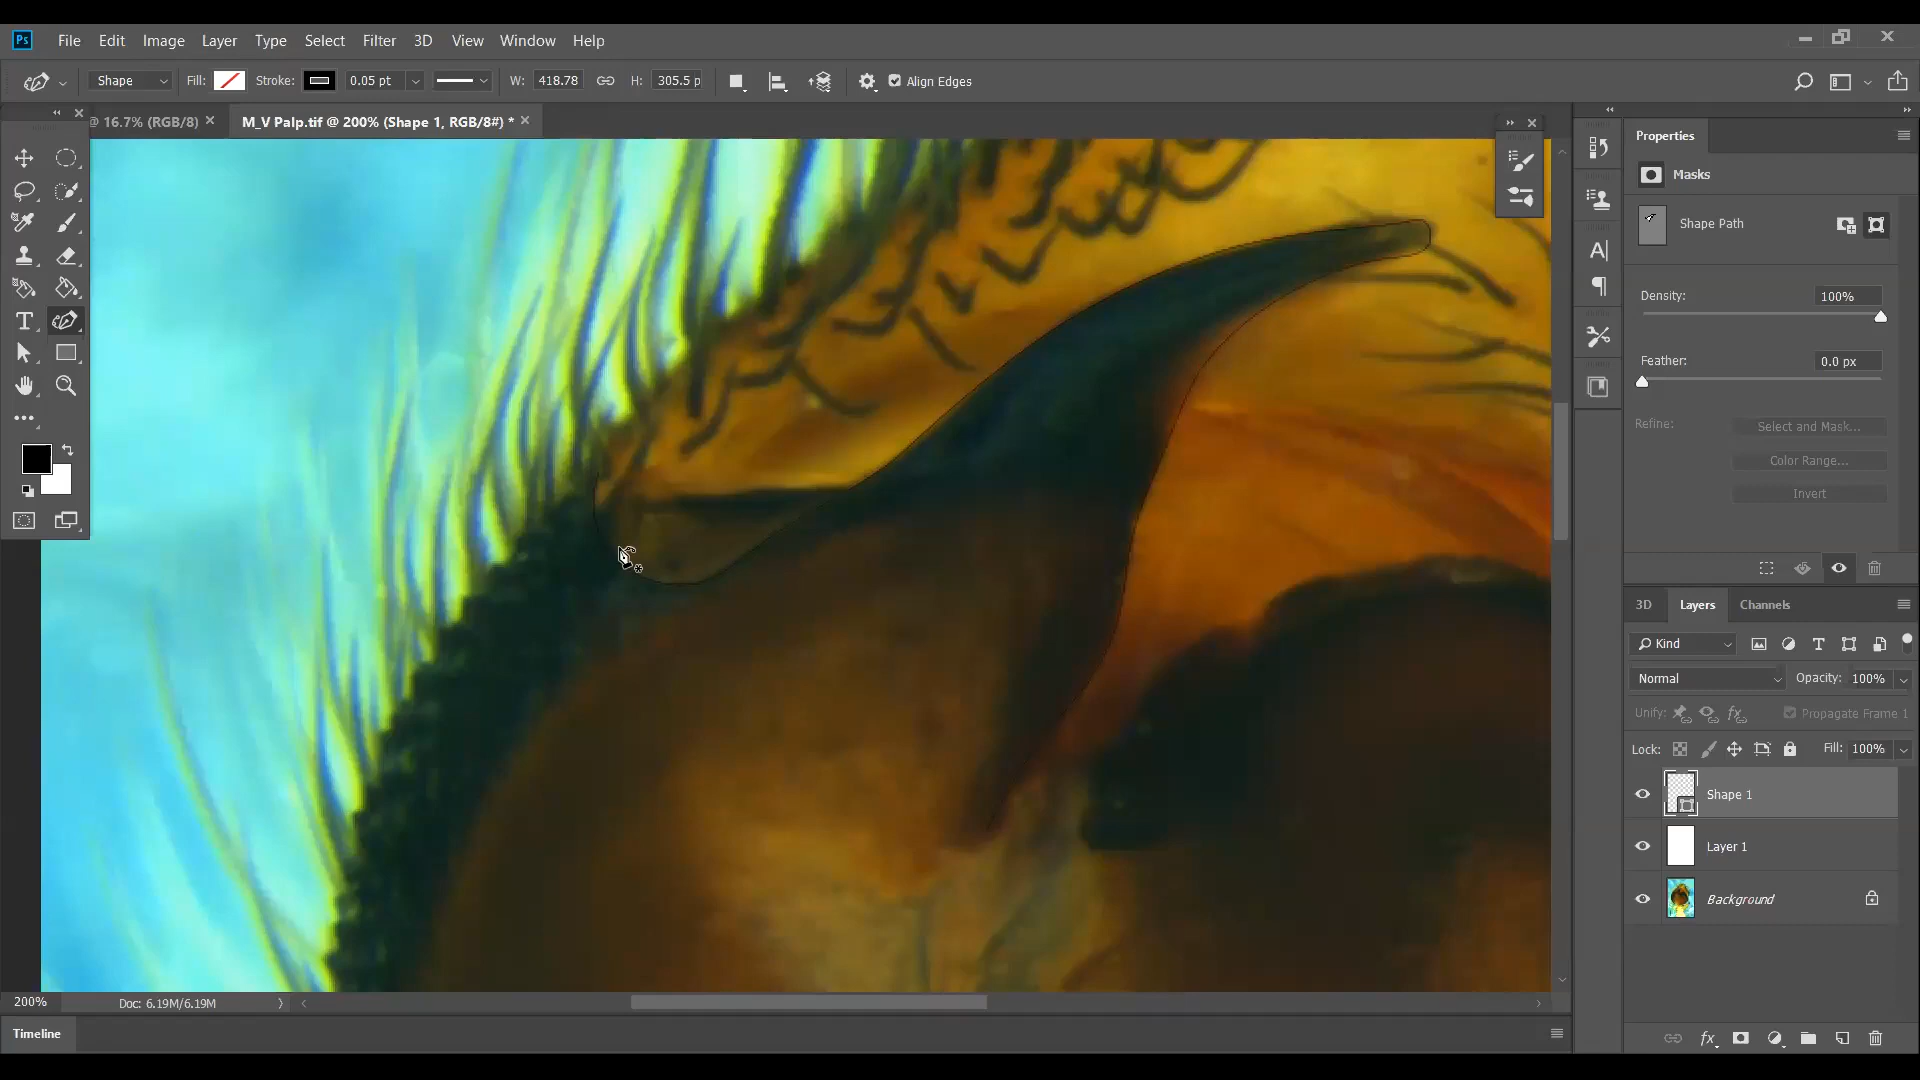 Ps File Edit Image Layer Type Select Filter 3D View Window Help
Shape Fill: Stroke: 0.05 pt W: 418.78 H: 305.5 p Align Edges
@ 16.7% (RGB/8) M_V Palp.tif @ 200% (Shape 1, RGB/8#) *
Properties
Masks
Shape Path
Density: 100%
Feather: 0.0 px
Refine: Select and Mask...
Color Range...
Invert
3D Layers Channels
Kind
Normal Opacity: 100%
Unify: Propagate Frame 1
Lock: Fill: 100%
Shape 1
Layer 1
Background
200% Doc: 6.19M/6.19M
Timeline